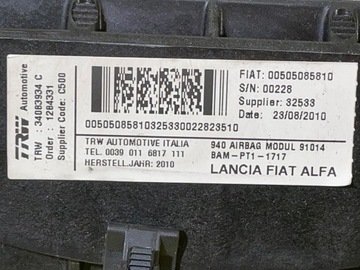 TRW Automotive
TRW : 34083934 C
Order : 1284331
Supplier Code: C500
FIAT: 00505085810
S/N: 00228
Supplier: 32533
Date: 23/08/2010
00505085810325330022823510
TRW AUTOMOTIVE ITALIA
TEL. 0039 011 6817 111
HERSTELL.JAHR: 2010
940 AIRBAG MODUL 91014
BAM-PT1-1717
LANCIA FIAT ALFA